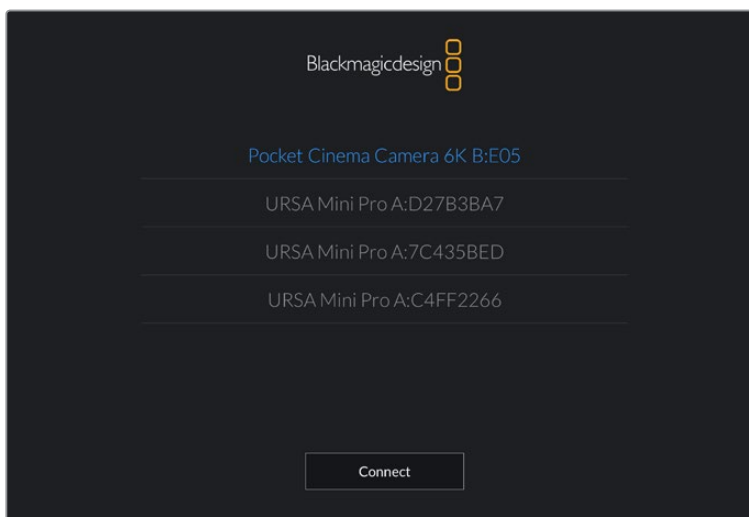 Blackmagicdesign
Pocket Cinema Camera 6K B:E05
URSA Mini Pro A:D27B3BA7
URSA Mini Pro A:7C435BED
URSA Mini Pro A:C4FF2266
Connect